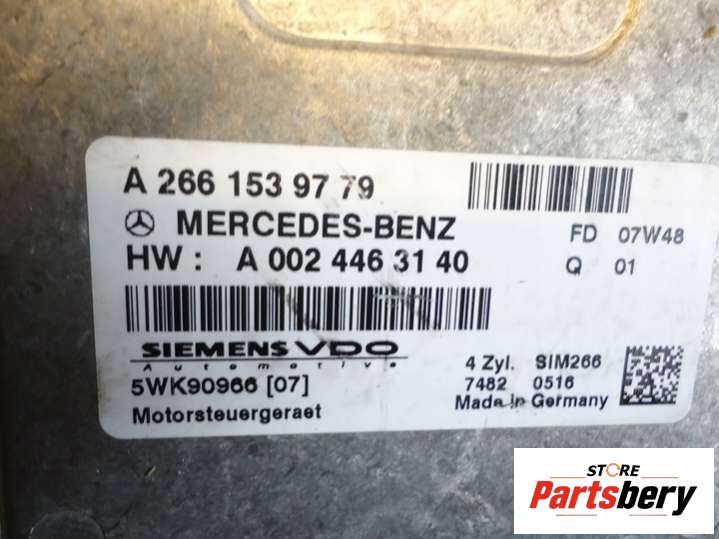 A 266 153 97 79
MERCEDES-BENZ
FD 07W48
HW : A 002 446 31 40
Q 01
SIEMENS VDO
Automotive
4 Zyl. SIM266
5WK90966 [07]
7482 0516
Motorsteuergeraet
Made in Germany
STORE
Partsbery